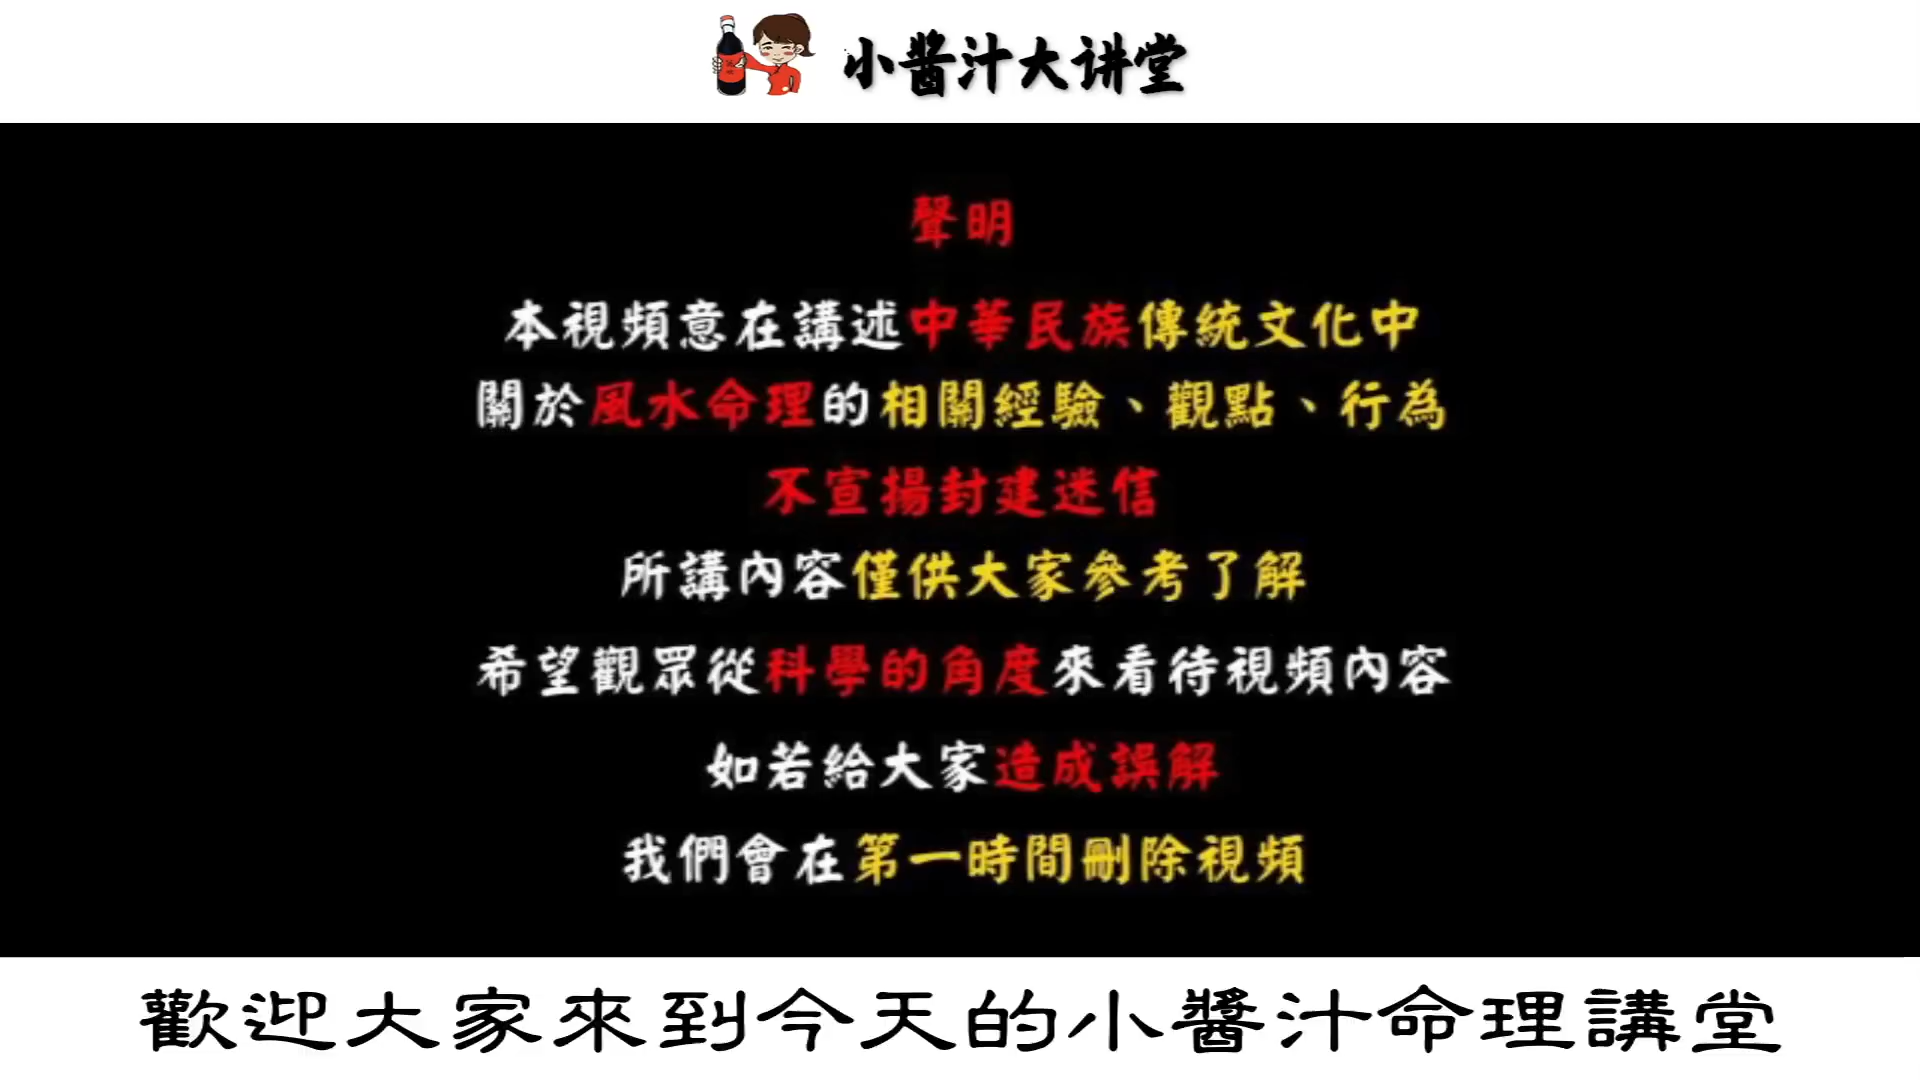 小醬汁大讲堂
聲明
本視頻意在講述中華民族傳統文化中
關於風水命理的相關經驗、觀點、行為
不宣揚封建迷信
所講內容僅供大家參考了解
希望觀眾從科學的角度來看待視頻內容
如若給大家造成誤解
我們會在第一時間刪除視頻
歡迎大家來到今天的小醬汁命理講堂